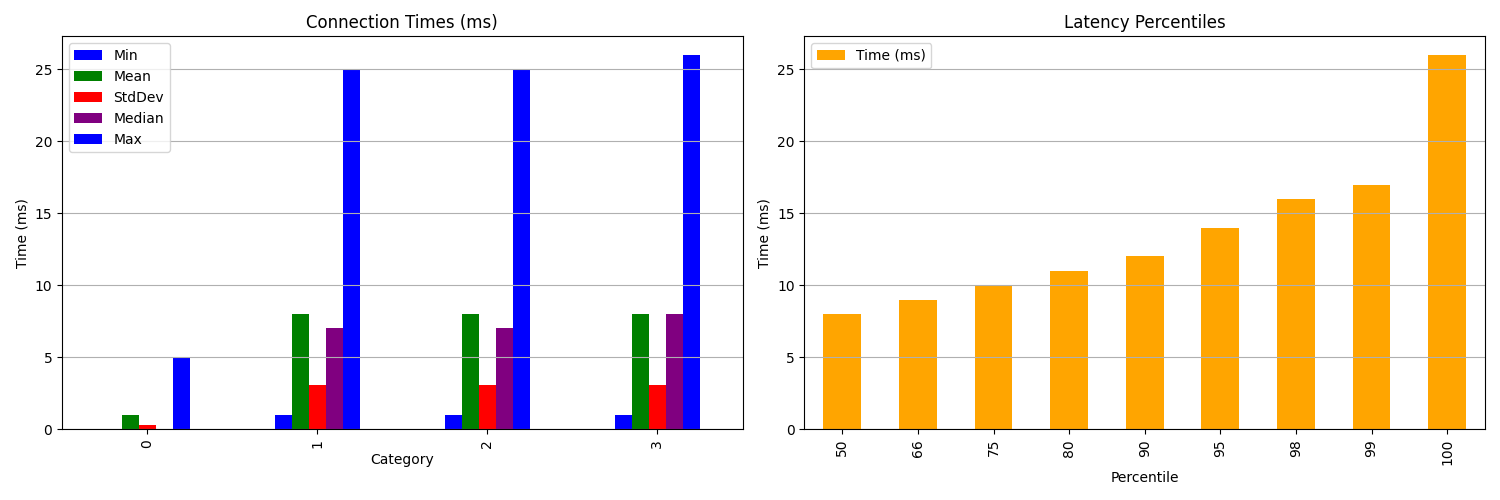 Connection Times (ms)
Time (ms)
25
20
15
10
5
0
Min
Mean
StdDev
Median
Max
0
1
2
3
Category
Latency Percentiles
Time (ms)
25
20
15
10
5
0
Time (ms)
50
66
75
80
90
95
98
99
100
Percentile